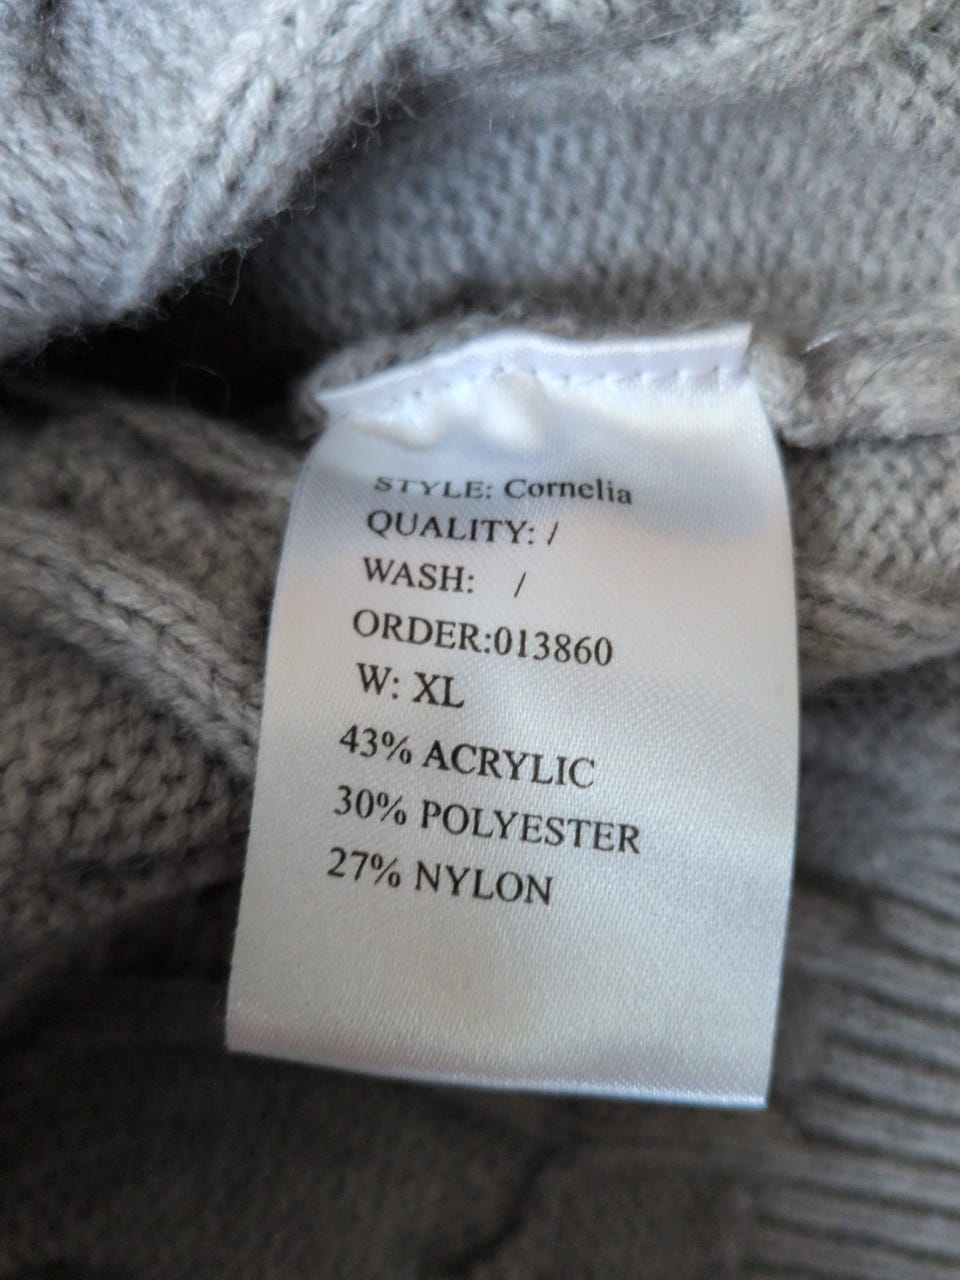 STYLE: Cornelia
QUALITY: /
WASH: /
ORDER:013860
W: XL
43% ACRYLIC
30% POLYESTER
27% NYLON